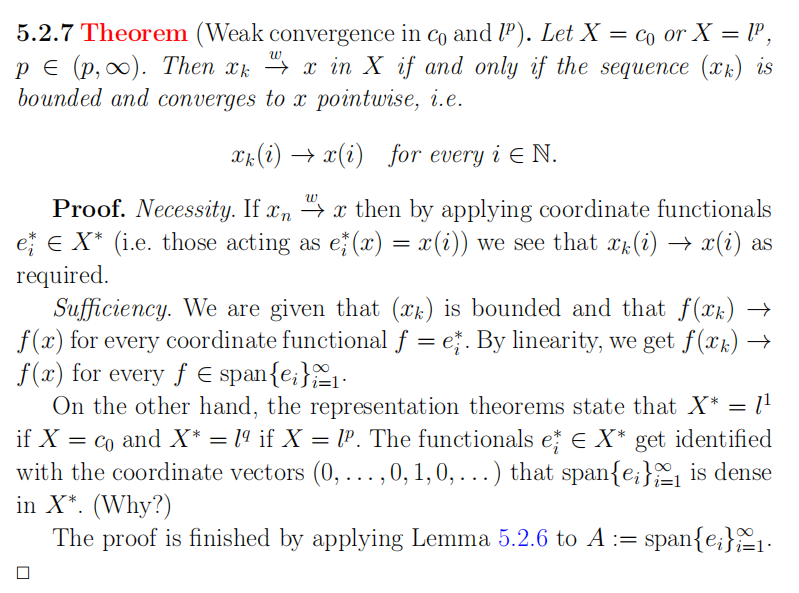 5.2.7 Theorem (Weak convergence in c₀ and lᵖ). Let X = c₀ or X = lᵖ,
p ∈ (p, ∞). Then xₖ →ʷ x in X if and only if the sequence (xₖ) is
bounded and converges to x pointwise, i.e.
xₖ(i) → x(i) for every i ∈ ℕ.
Proof. Necessity. If xₙ →ʷ x then by applying coordinate functionals
eᵢ* ∈ X* (i.e. those acting as eᵢ*(x) = x(i)) we see that xₖ(i) → x(i) as
required.
Sufficiency. We are given that (xₖ) is bounded and that f(xₖ) →
f(x) for every coordinate functional f = eᵢ*. By linearity, we get f(xₖ) →
f(x) for every f ∈ span{eᵢ}_{i=1}^∞.
On the other hand, the representation theorems state that X* = l¹
if X = c₀ and X* = l^q if X = lᵖ. The functionals eᵢ* ∈ X* get identified
with the coordinate vectors (0, . . . , 0, 1, 0, . . .) that span{eᵢ}_{i=1}^∞ is dense
in X*. (Why?)
The proof is finished by applying Lemma 5.2.6 to A := span{eᵢ}_{i=1}^∞.
□